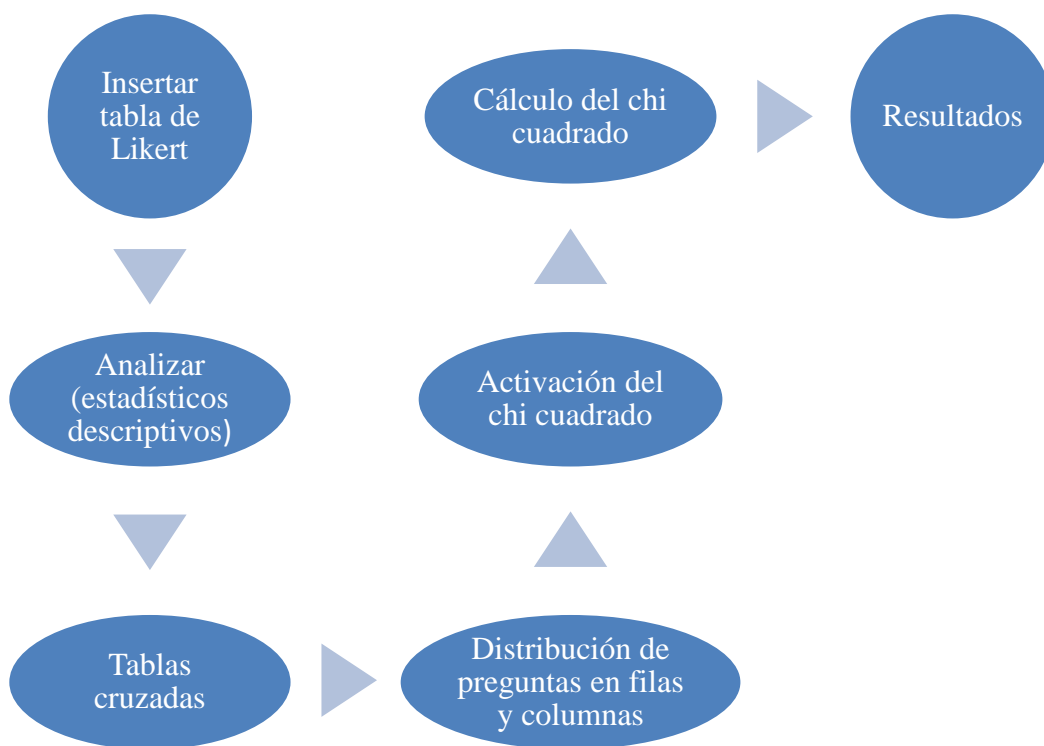 Insertar
tabla de
Likert
Analizar
(estadísticos
descriptivos)
Tablas
cruzadas
Distribución de
preguntas en filas
y columnas
Activación del
chi cuadrado
Cálculo del chi
cuadrado
Resultados